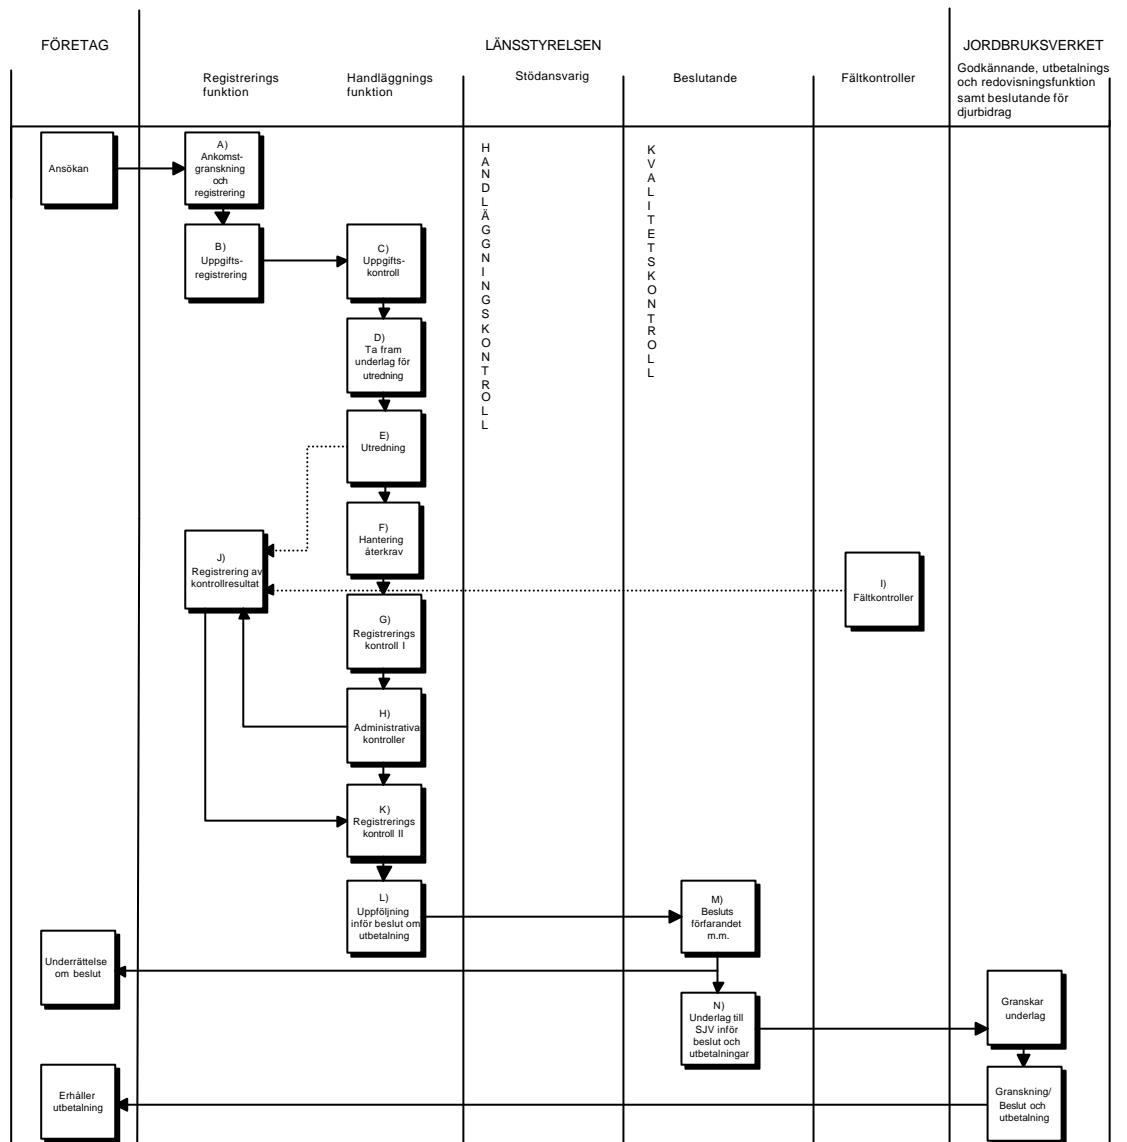 FÖRETAG
LÄNSSTYRELSEN
JORDBRUKSVERKET
Registrerings
funktion
Handläggnings
funktion
Stödansvarig
Beslutande
Fältkontroller
Godkännande, utbetalnings
och redovisningsfunktion
samt beslutande för
djurbidrag
Ansökan
A)
Ankomst-
granskning
och
registrering
HANDLÄGGNINGSKONTROLL
KVALITETSKONTROLL
B)
Uppgifts-
registrering
C)
Uppgifts-
kontroll
D)
Ta fram
underlag för
utredning
E)
Utredning
F)
Hantering
återkrav
J)
Registrering av
kontrollresultat
I)
Fältkontroller
G)
Registrerings
kontroll I
H)
Administrativa
kontroller
K)
Registrerings
kontroll II
L)
Uppföljning
inför beslut om
utbetalning
M)
Besluts
förfarandet
m.m.
Underrättelse
om beslut
N)
Underlag till
SJV inför
beslut och
utbetalningar
Granskar
underlag
Erhåller
utbetalning
Granskning/
Beslut och
utbetalning